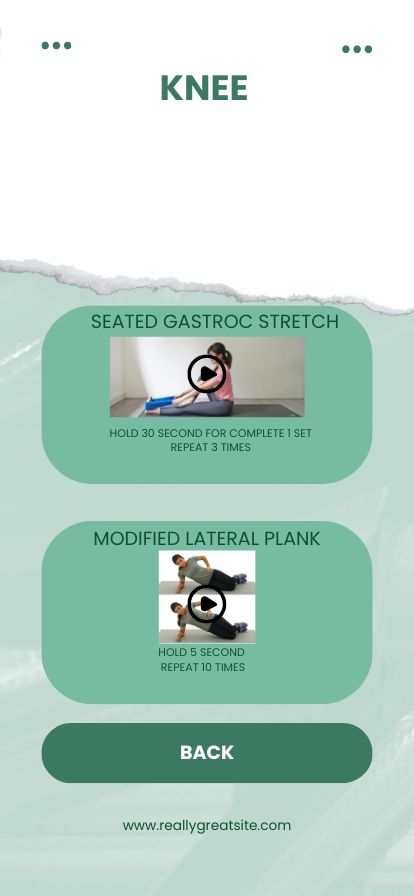 KNEE
SEATED GASTROC STRETCH
HOLD 30 SECOND FOR COMPLETE 1 SET
REPEAT 3 TIMES
MODIFIED LATERAL PLANK
HOLD 5 SECOND
REPEAT 10 TIMES
BACK
www.reallygreatsite.com